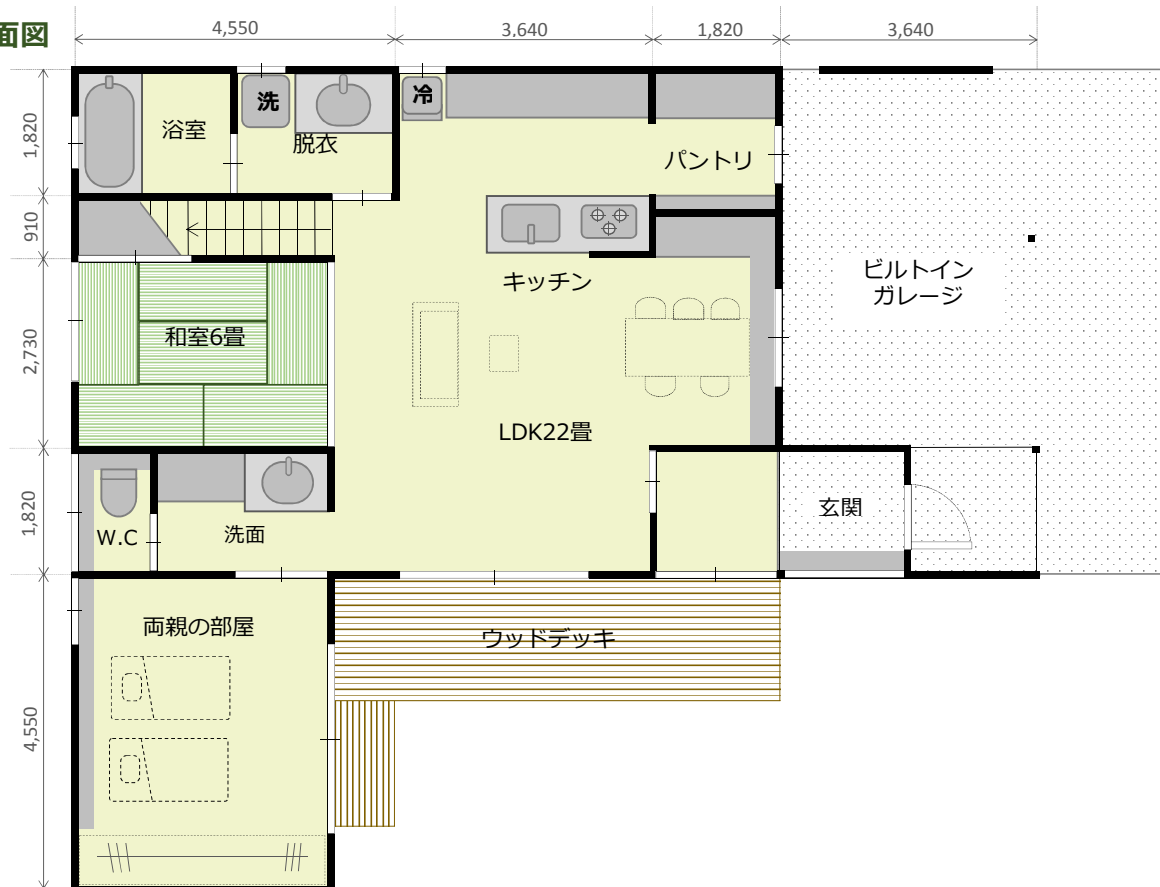 面図
4,550
3,640
1,820
3,640
1,820
910
2,730
1,820
4,550
浴室
洗
脱衣
冷
パントリ
キッチン
ビルトイン
ガレージ
和室6畳
LDK22畳
W.C
洗面
玄関
両親の部屋
ウッドデッキ